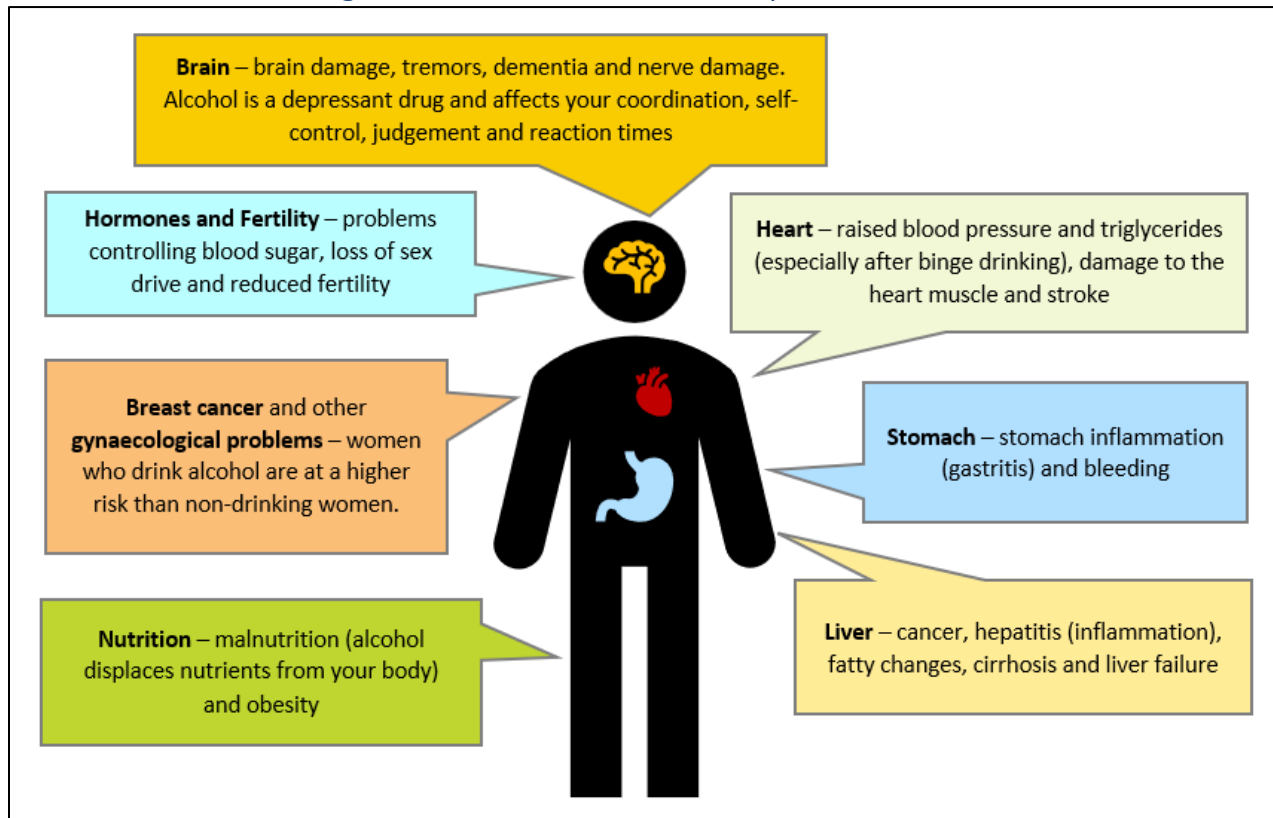 Brain – brain damage, tremors, dementia and nerve damage.
Alcohol is a depressant drug and affects your coordination, self-
control, judgement and reaction times
Hormones and Fertility – problems
controlling blood sugar, loss of sex
drive and reduced fertility
Heart – raised blood pressure and triglycerides
(especially after binge drinking), damage to the
heart muscle and stroke
Breast cancer and other
gynaecological problems – women
who drink alcohol are at a higher
risk than non-drinking women.
Stomach – stomach inflammation
(gastritis) and bleeding
Nutrition – malnutrition (alcohol
displaces nutrients from your body)
and obesity
Liver – cancer, hepatitis (inflammation),
fatty changes, cirrhosis and liver failure